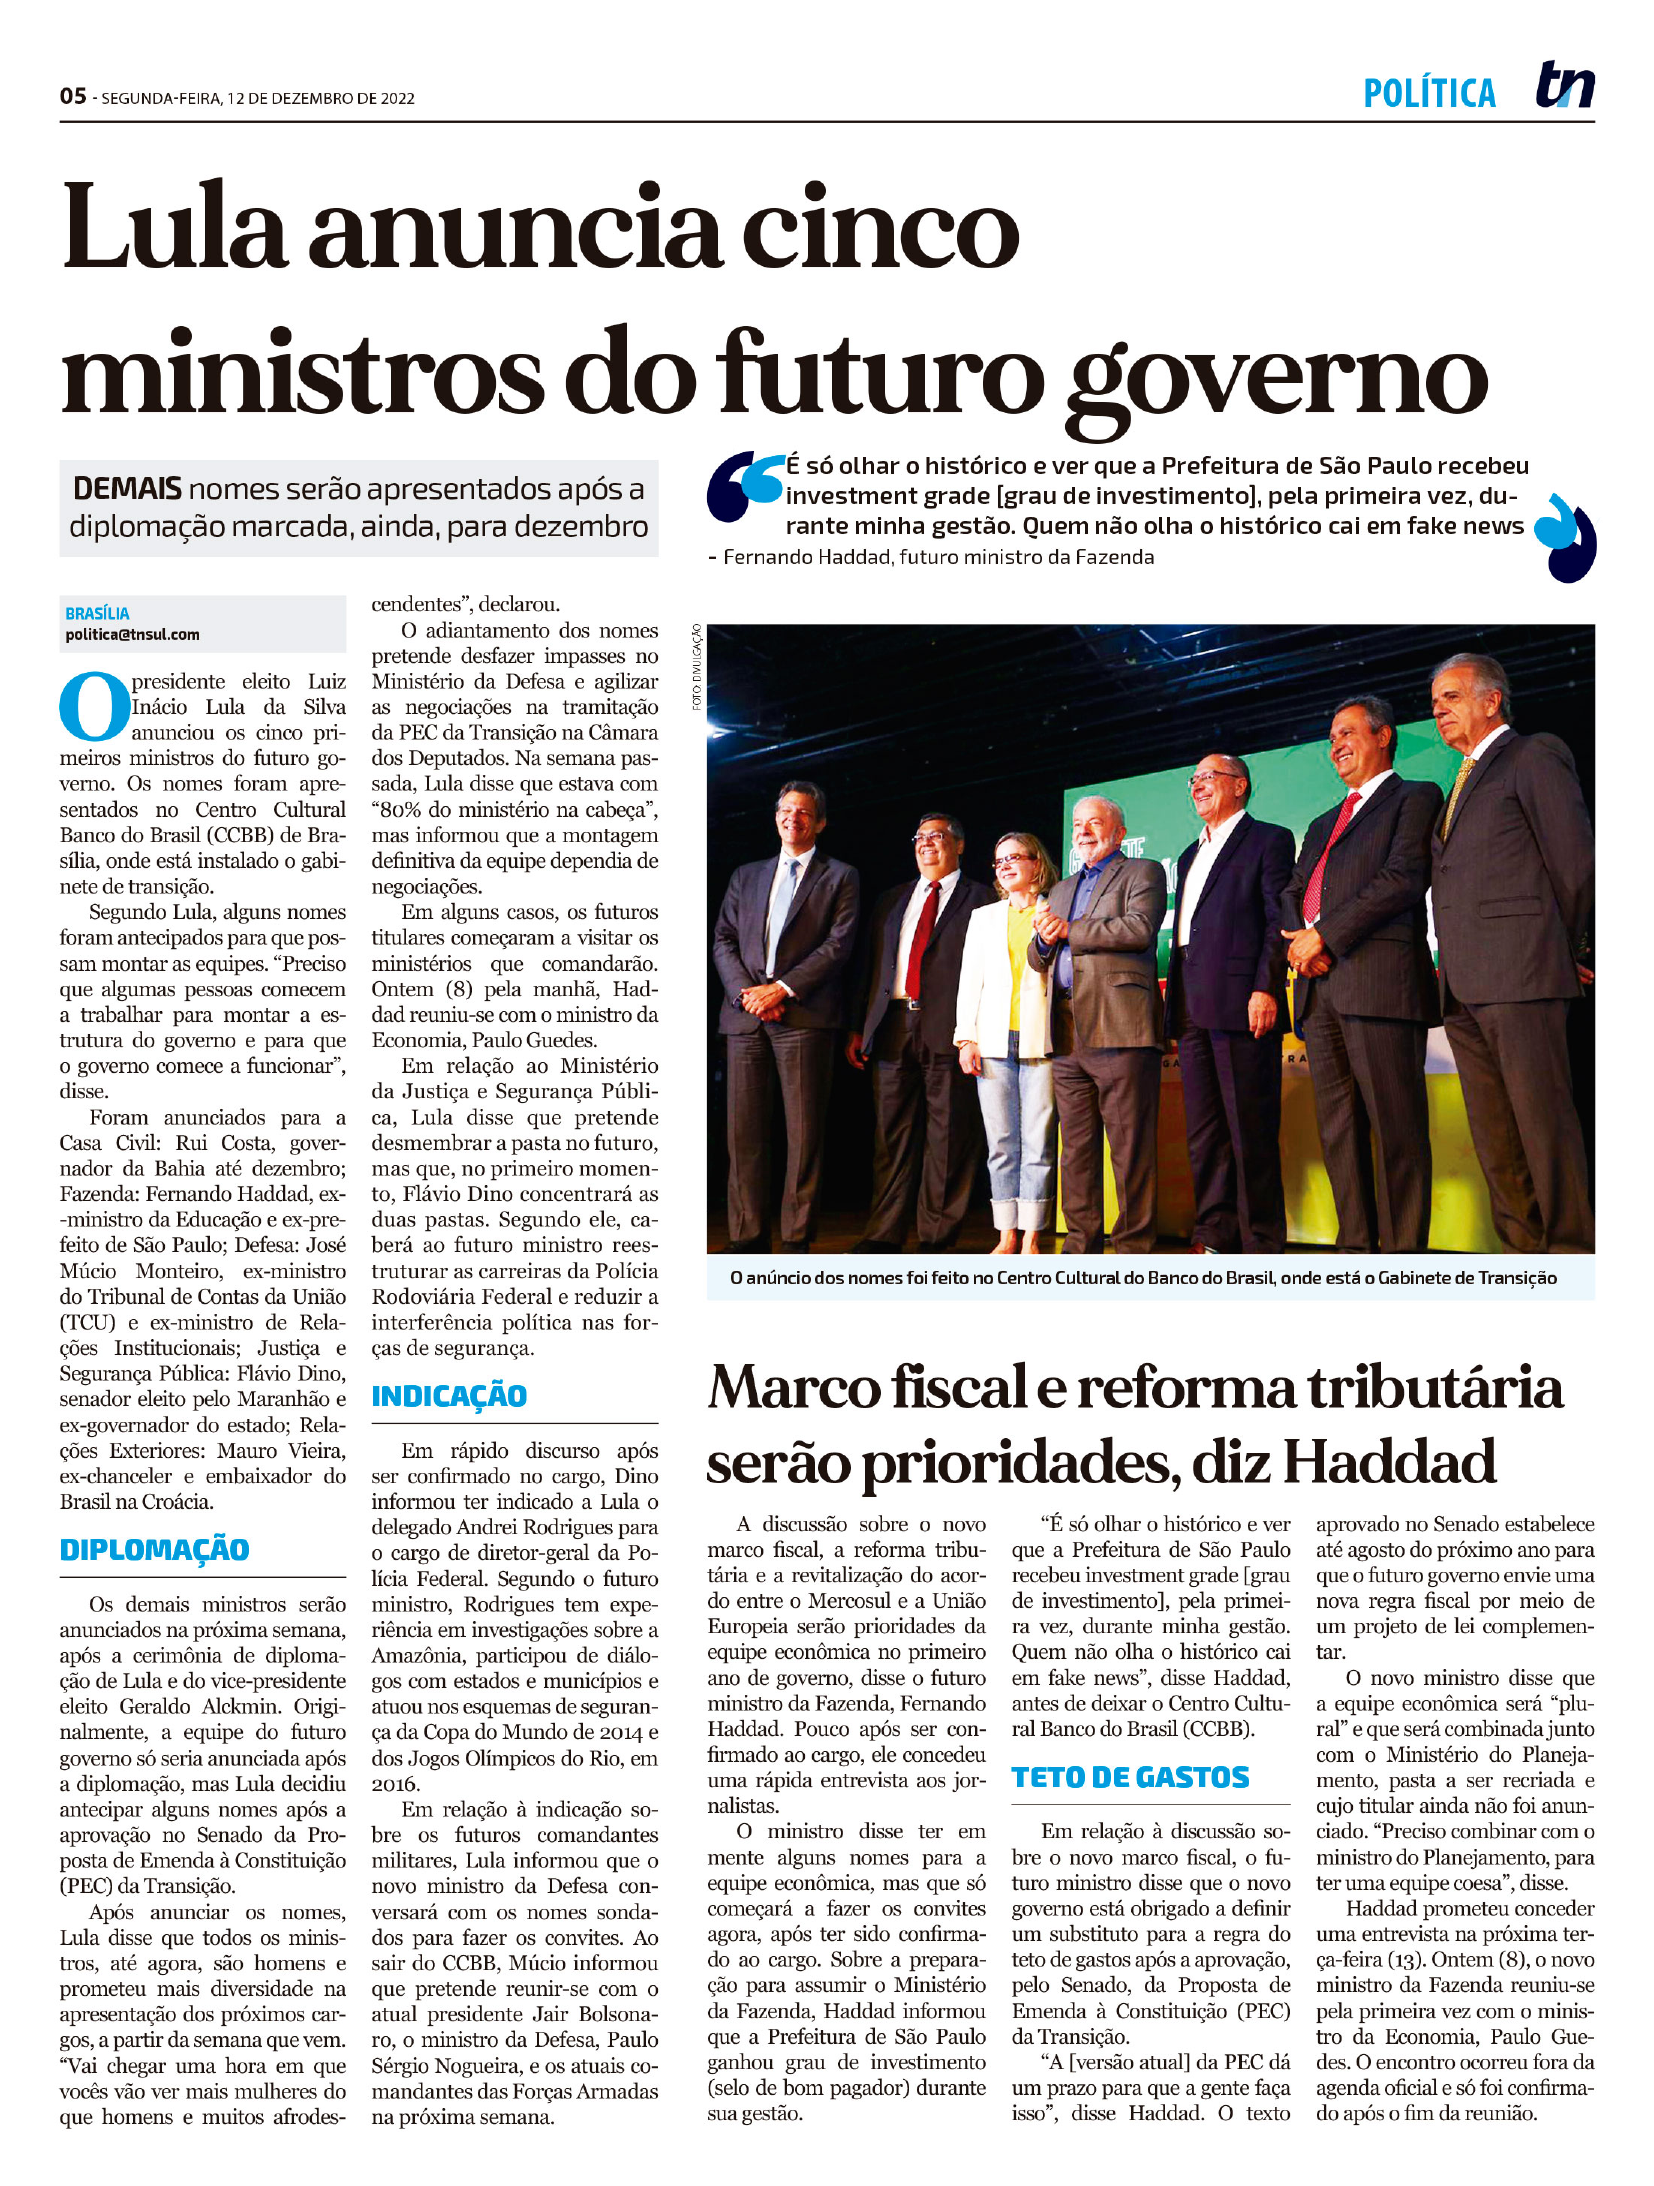 05 - SEGUNDA-FEIRA, 12 DE DEZEMBRO DE 2022
POLÍTICA
tn
Lula anuncia cinco
ministros do futuro governo
DEMAIS nomes serão apresentados após a
diplomação marcada, ainda, para dezembro
É só olhar o histórico e ver que a Prefeitura de São Paulo recebeu
investment grade [grau de investimento], pela primeira vez, du-
rante minha gestão. Quem não olha o histórico cai em fake news
- Fernando Haddad, futuro ministro da Fazenda
BRASÍLIA
politica@tnsul.com
O presidente eleito Luiz
Inácio Lula da Silva
anunciou os cinco pri-
meiros ministros do futuro go-
verno. Os nomes foram apre-
sentados no Centro Cultural
Banco do Brasil (CCBB) de Bra-
sília, onde está instalado o gabi-
nete de transição.
Segundo Lula, alguns nomes
foram antecipados para que pos-
sam montar as equipes. “Preciso
que algumas pessoas comecem
a trabalhar para montar a es-
trutura do governo e para que
o governo comece a funcionar”,
disse.
Foram anunciados para a
Casa Civil: Rui Costa, gover-
nador da Bahia até dezembro;
Fazenda: Fernando Haddad, ex-
-ministro da Educação e ex-pre-
feito de São Paulo; Defesa: José
Múcio Monteiro, ex-ministro
do Tribunal de Contas da União
(TCU) e ex-ministro de Rela-
ções Institucionais; Justiça e
Segurança Pública: Flávio Dino,
senador eleito pelo Maranhão e
ex-governador do estado; Rela-
ções Exteriores: Mauro Vieira,
ex-chanceler e embaixador do
Brasil na Croácia.
DIPLOMAÇÃO
Os demais ministros serão
anunciados na próxima semana,
após a cerimônia de diploma-
ção de Lula e do vice-presidente
eleito Geraldo Alckmin. Origi-
nalmente, a equipe do futuro
governo só seria anunciada após
a diplomação, mas Lula decidiu
antecipar alguns nomes após a
aprovação no Senado da Pro-
posta de Emenda à Constituição
(PEC) da Transição.
Após anunciar os nomes,
Lula disse que todos os minis-
tros, até agora, são homens e
prometeu mais diversidade na
apresentação dos próximos car-
gos, a partir da semana que vem.
“Vai chegar uma hora em que
vocês vão ver mais mulheres do
que homens e muitos afrodes-
cendentes”, declarou.
O adiantamento dos nomes
pretende desfazer impasses no
Ministério da Defesa e agilizar
as negociações na tramitação
da PEC da Transição na Câmara
dos Deputados. Na semana pas-
sada, Lula disse que estava com
“80% do ministério na cabeça”,
mas informou que a montagem
definitiva da equipe dependia de
negociações.
Em alguns casos, os futuros
titulares começaram a visitar os
ministérios que comandarão.
Ontem (8) pela manhã, Had-
dad reuniu-se com o ministro da
Economia, Paulo Guedes.
Em relação ao Ministério
da Justiça e Segurança Públi-
ca, Lula disse que pretende
desmembrar a pasta no futuro,
mas que, no primeiro momen-
to, Flávio Dino concentrará as
duas pastas. Segundo ele, ca-
berá ao futuro ministro rees-
truturar as carreiras da Polícia
Rodoviária Federal e reduzir a
interferência política nas for-
ças de segurança.
INDICAÇÃO
Em rápido discurso após
ser confirmado no cargo, Dino
informou ter indicado a Lula o
delegado Andrei Rodrigues para
o cargo de diretor-geral da Po-
lícia Federal. Segundo o futuro
ministro, Rodrigues tem expe-
riência em investigações sobre a
Amazônia, participou de diálo-
gos com estados e municípios e
atuou nos esquemas de seguran-
ça da Copa do Mundo de 2014 e
dos Jogos Olímpicos do Rio, em
2016.
Em relação à indicação so-
bre os futuros comandantes
militares, Lula informou que o
novo ministro da Defesa con-
versará com os nomes sonda-
dos para fazer os convites. Ao
sair do CCBB, Múcio informou
que pretende reunir-se com o
atual presidente Jair Bolsona-
ro, o ministro da Defesa, Paulo
Sérgio Nogueira, e os atuais co-
mandantes das Forças Armadas
na próxima semana.
FOTO: DIVULGAÇÃO
O anúncio dos nomes foi feito no Centro Cultural do Banco do Brasil, onde está o Gabinete de Transição
Marco fiscal e reforma tributária
serão prioridades, diz Haddad
A discussão sobre o novo
marco fiscal, a reforma tribu-
tária e a revitalização do acor-
do entre o Mercosul e a União
Europeia serão prioridades da
equipe econômica no primeiro
ano de governo, disse o futuro
ministro da Fazenda, Fernando
Haddad. Pouco após ser con-
firmado ao cargo, ele concedeu
uma rápida entrevista aos jor-
nalistas.
O ministro disse ter em
mente alguns nomes para a
equipe econômica, mas que só
começará a fazer os convites
agora, após ter sido confirma-
do ao cargo. Sobre a prepara-
ção para assumir o Ministério
da Fazenda, Haddad informou
que a Prefeitura de São Paulo
ganhou grau de investimento
(selo de bom pagador) durante
sua gestão.
“É só olhar o histórico e ver
que a Prefeitura de São Paulo
recebeu investment grade [grau
de investimento], pela primei-
ra vez, durante minha gestão.
Quem não olha o histórico cai
em fake news”, disse Haddad,
antes de deixar o Centro Cultu-
ral Banco do Brasil (CCBB).
TETO DE GASTOS
Em relação à discussão so-
bre o novo marco fiscal, o fu-
turo ministro disse que o novo
governo está obrigado a definir
um substituto para a regra do
teto de gastos após a aprovação,
pelo Senado, da Proposta de
Emenda à Constituição (PEC)
da Transição.
“A [versão atual] da PEC dá
um prazo para que a gente faça
isso”, disse Haddad. O texto
aprovado no Senado estabelece
até agosto do próximo ano para
que o futuro governo envie uma
nova regra fiscal por meio de
um projeto de lei complemen-
tar.
O novo ministro disse que
a equipe econômica será “plu-
ral” e que será combinada junto
com o Ministério do Planeja-
mento, pasta a ser recriada e
cujo titular ainda não foi anun-
ciado. “Preciso combinar com o
ministro do Planejamento, para
ter uma equipe coesa”, disse.
Haddad prometeu conceder
uma entrevista na próxima ter-
ça-feira (13). Ontem (8), o novo
ministro da Fazenda reuniu-se
pela primeira vez com o minis-
tro da Economia, Paulo Gue-
des. O encontro ocorreu fora da
agenda oficial e só foi confirma-
do após o fim da reunião.